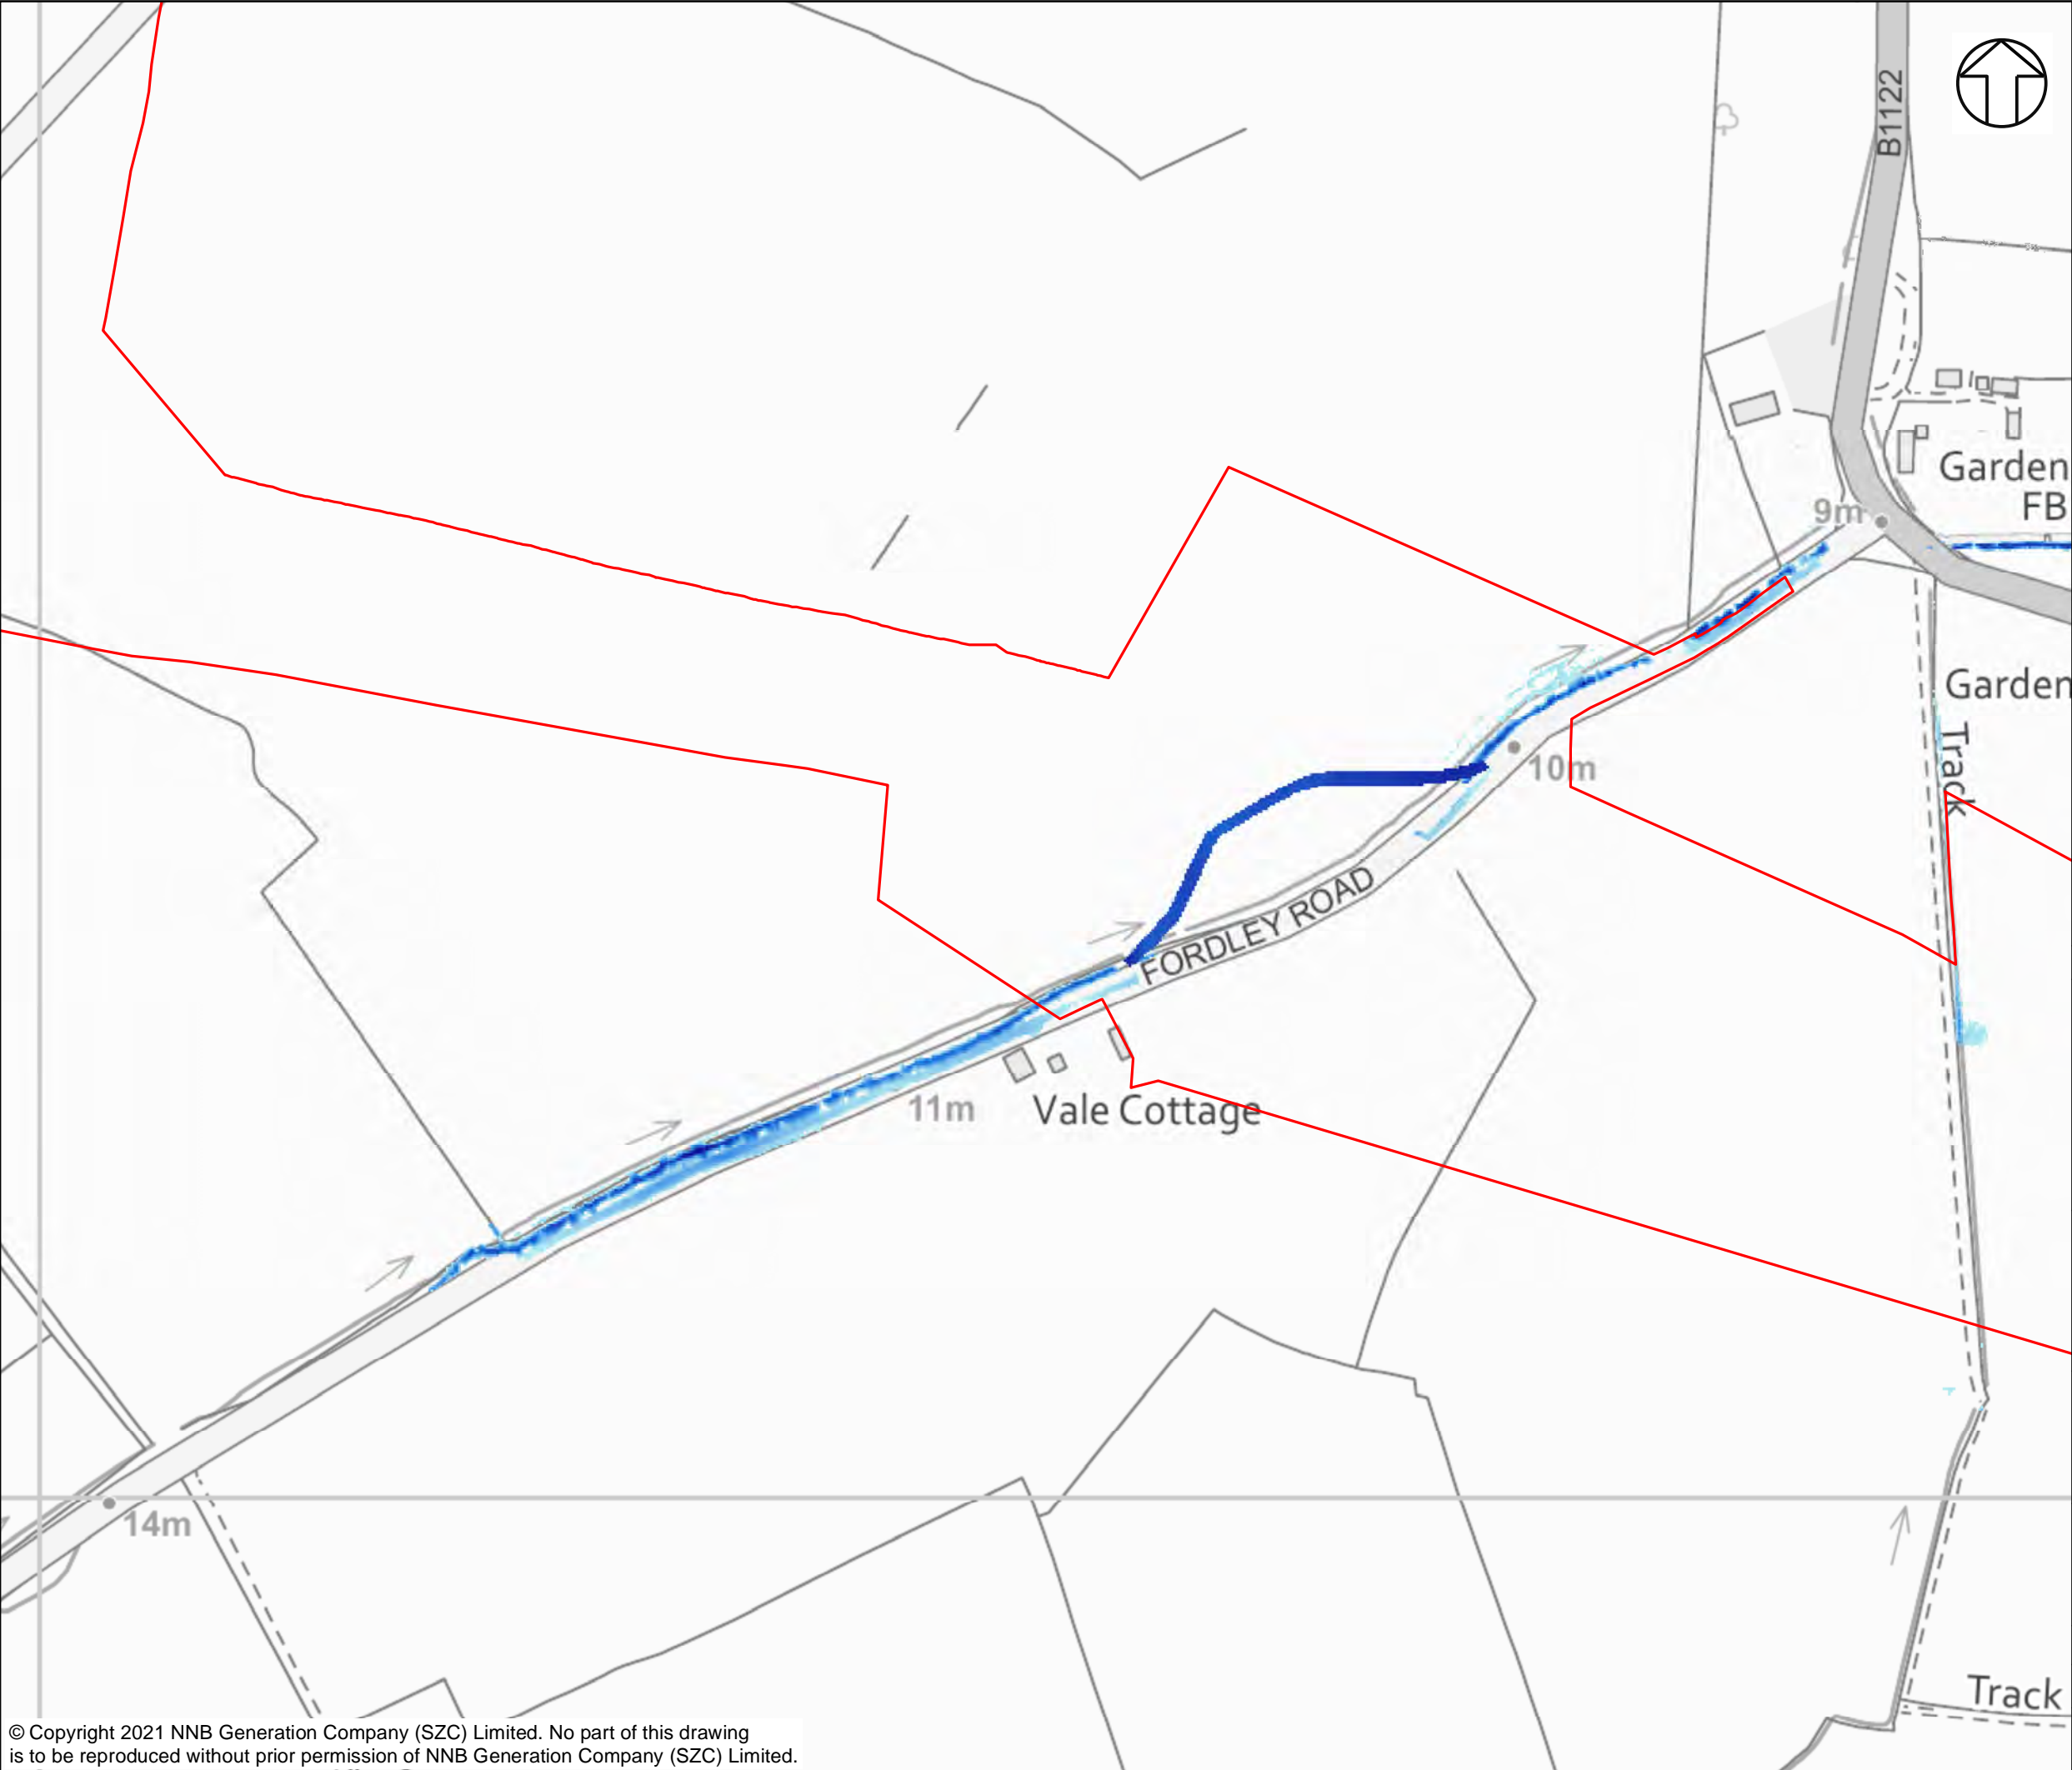 B1122
Garden
FB
9m
Garden
Track
10m
FORDLEY ROAD
11m
Vale Cottage
14m
Track
© Copyright 2021 NNB Generation Company (SZC) Limited. No part of this drawing
is to be reproduced without prior permission of NNB Generation Company (SZC) Limited.